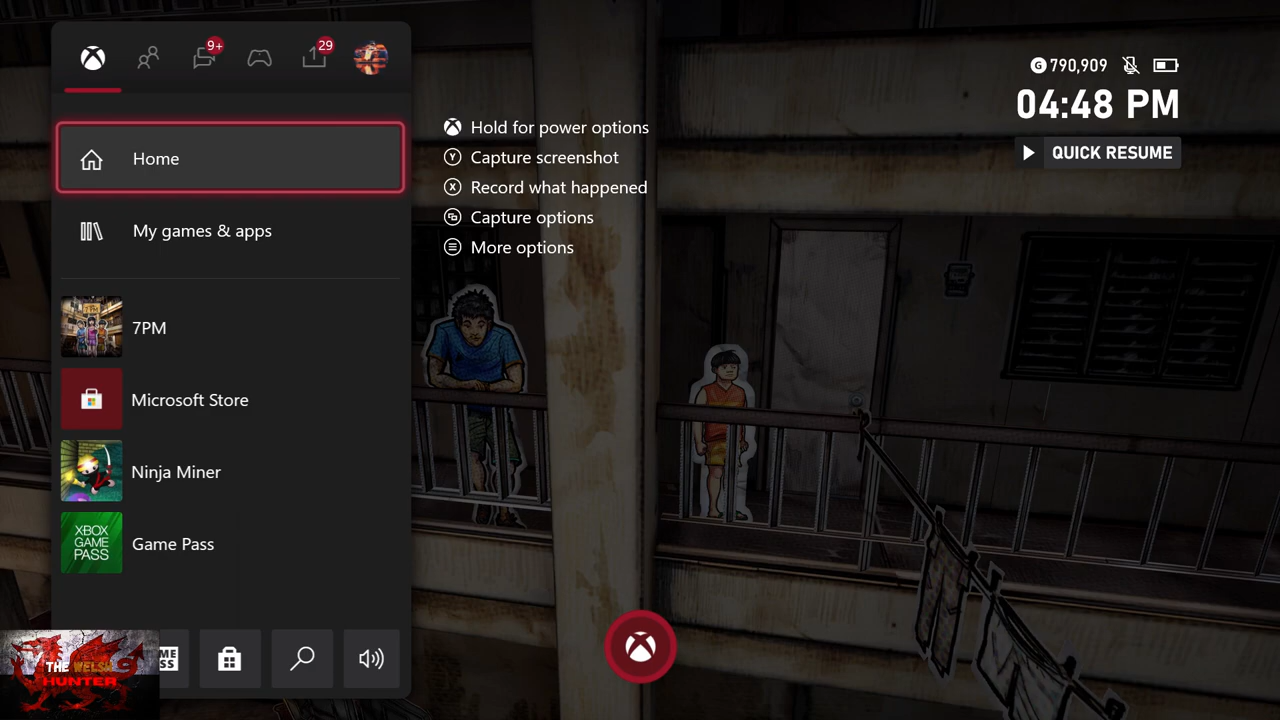 9+
29
G 790,909
04:48 PM
QUICK RESUME
Home
My games & apps
Hold for power options
Y Capture screenshot
X Record what happened
Capture options
More options
7PM
7PM
Microsoft Store
Ninja Miner
XBOX
GAME
PASS
Game Pass
THE WELSH
HUNTER